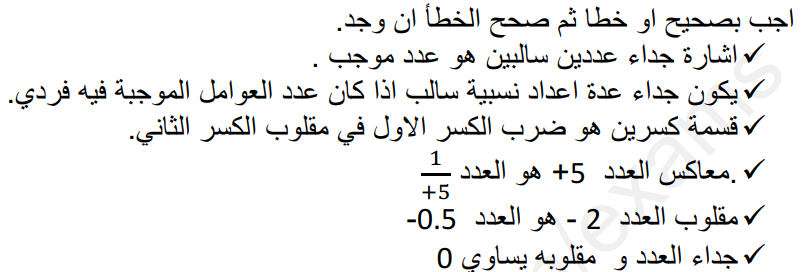 اجب بصحيح او خطا ثم صحح الخطأ ان وجد.
✓ اشارة جداء عددين سالبين هو عدد موجب .
✓ يكون جداء عدة اعداد نسبية سالب اذا كان عدد العوامل الموجبة فيه فردي.
✓ قسمة كسرين هو ضرب الكسر الاول في مقلوب الكسر الثاني.
✓ .معاكس العدد 5+ هو العدد 1/+5
✓ مقلوب العدد 2 - هو العدد 0.5-
✓ جداء العدد و مقلوبه يساوي 0
/exams